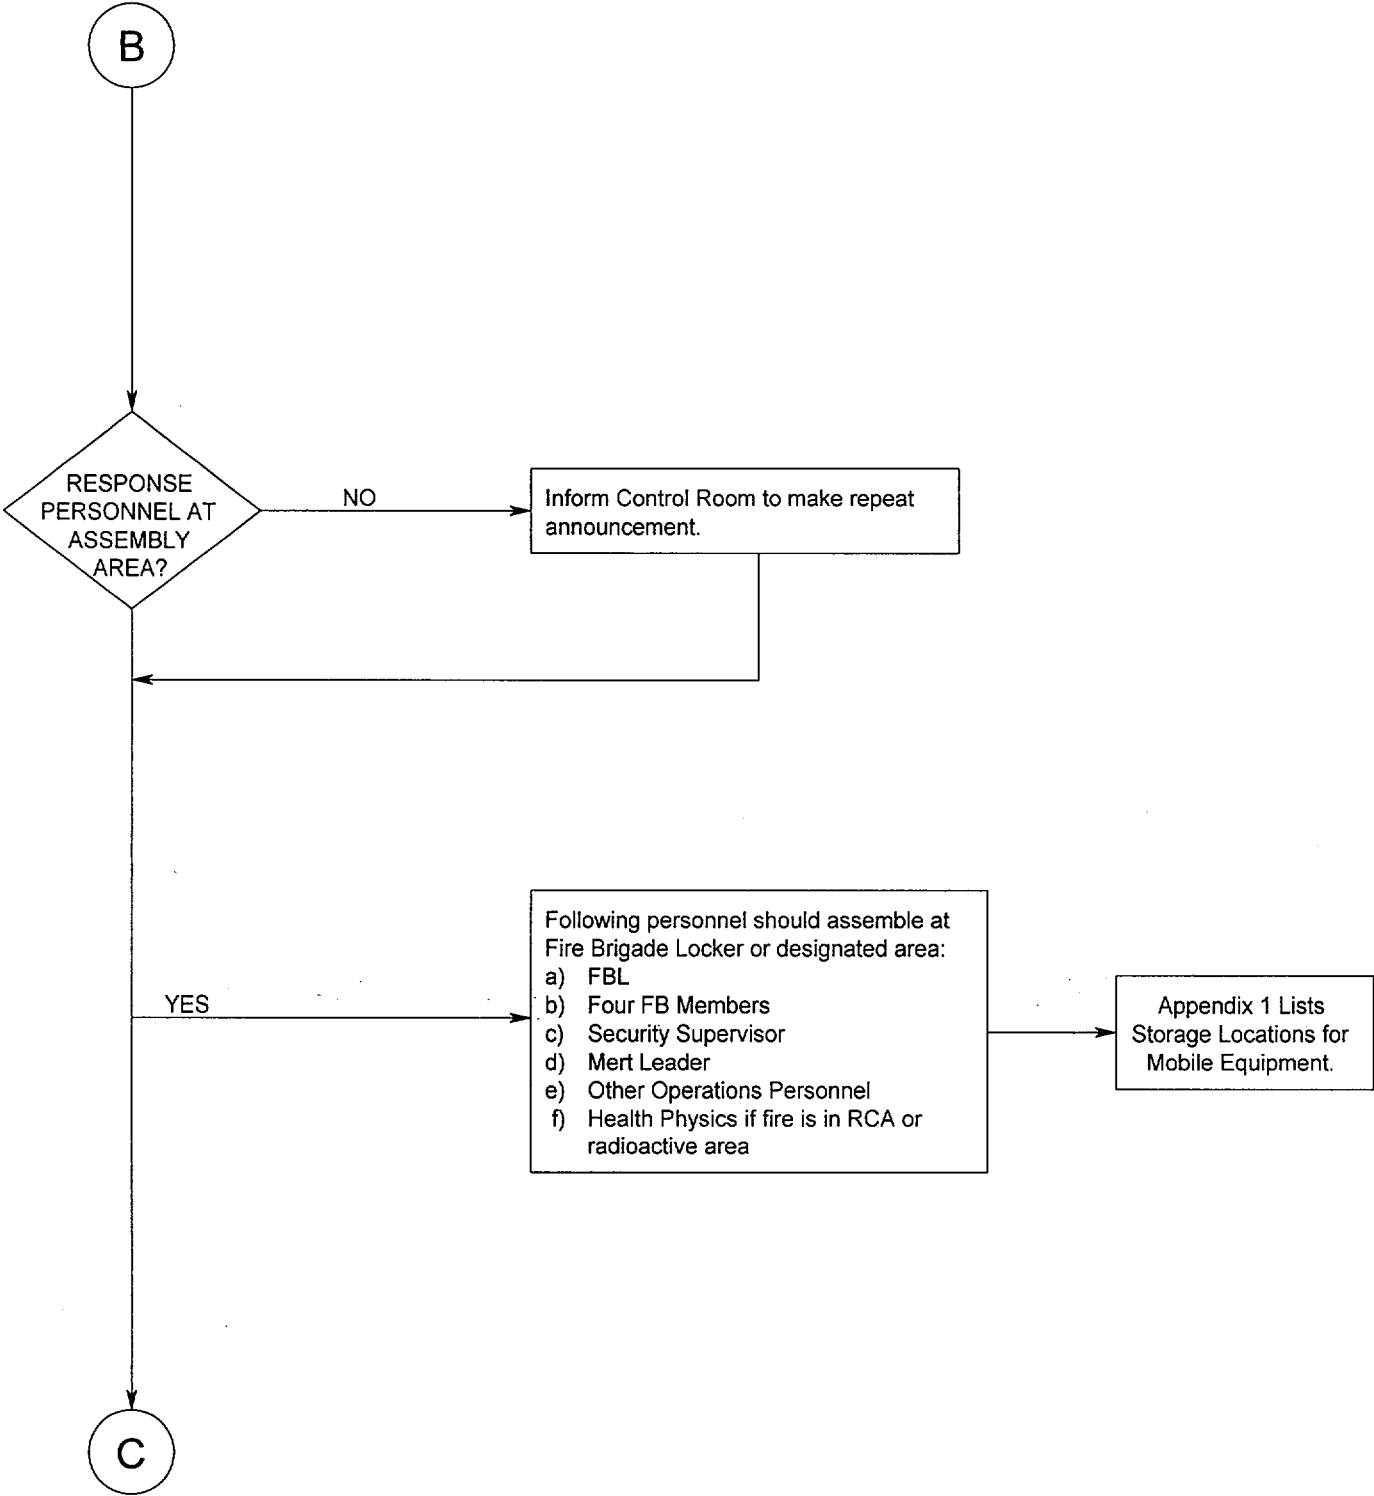 B
RESPONSE
PERSONNEL AT
ASSEMBLY
AREA?
NO
Inform Control Room to make repeat
announcement.
YES
Following personnel should assemble at
Fire Brigade Locker or designated area:
a) FBL
b) Four FB Members
c) Security Supervisor
d) Mert Leader
e) Other Operations Personnel
f) Health Physics if fire is in RCA or
radioactive area
Appendix 1 Lists
Storage Locations for
Mobile Equipment.
C